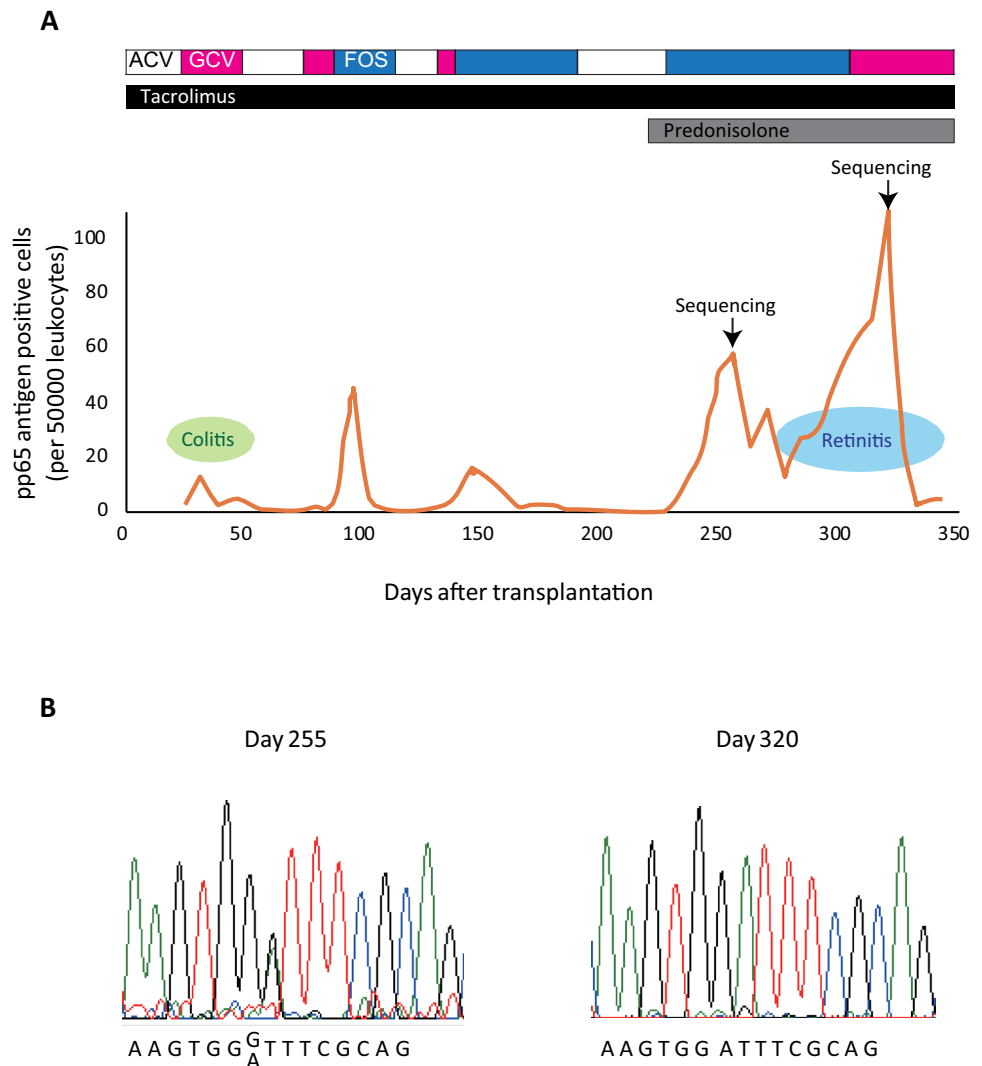 A
ACV GCV FOS
Tacrolimus
Predonisolone
Sequencing
Sequencing
pp65 antigen positive cells
(per 50000 leukocytes)
100
80
60
40
20
0
Colitis
Retinitis
0 50 100 150 200 250 300 350
Days after transplantation
B
Day 255 Day 320
A A G T G G G T T T C G C A G
A
A A G T G G A T T T C G C A G